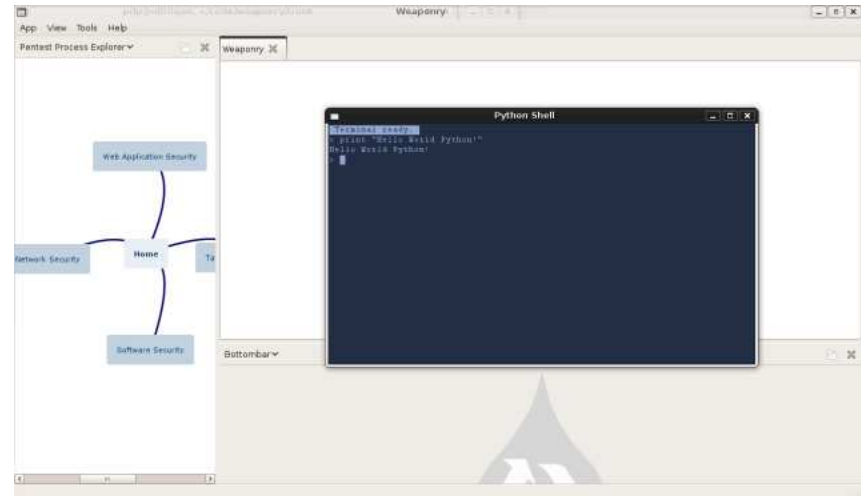 Weaponry
App View Tools Help
Pentest Process Explorer
Weaponry
Python Shell
Terminal ready.
> print "Hello World Python!"
Hello World Python!
>
Web Application Security
Network Security
Home
Ta
Software Security
Bottombar